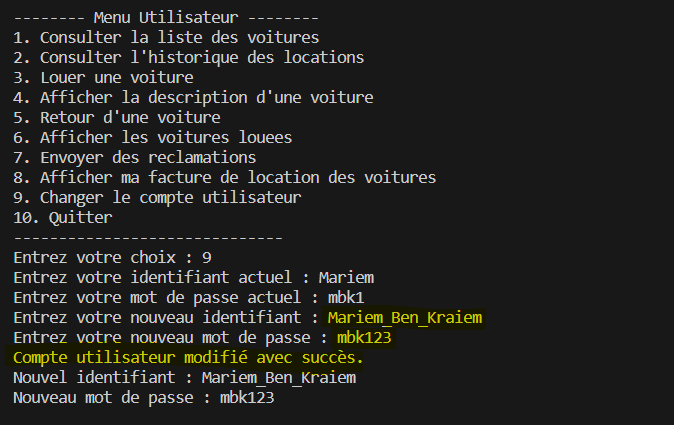 -------- Menu Utilisateur --------
1. Consulter la liste des voitures
2. Consulter l'historique des locations
3. Louer une voiture
4. Afficher la description d'une voiture
5. Retour d'une voiture
6. Afficher les voitures louees
7. Envoyer des reclamations
8. Afficher ma facture de location des voitures
9. Changer le compte utilisateur
10. Quitter
------------------------------
Entrez votre choix : 9
Entrez votre identifiant actuel : Mariem
Entrez votre mot de passe actuel : mbk1
Entrez votre nouveau identifiant : Mariem_Ben_Kraiem
Entrez votre nouveau mot de passe : mbk123
Compte utilisateur modifié avec succès.
Nouvel identifiant : Mariem_Ben_Kraiem
Nouveau mot de passe : mbk123